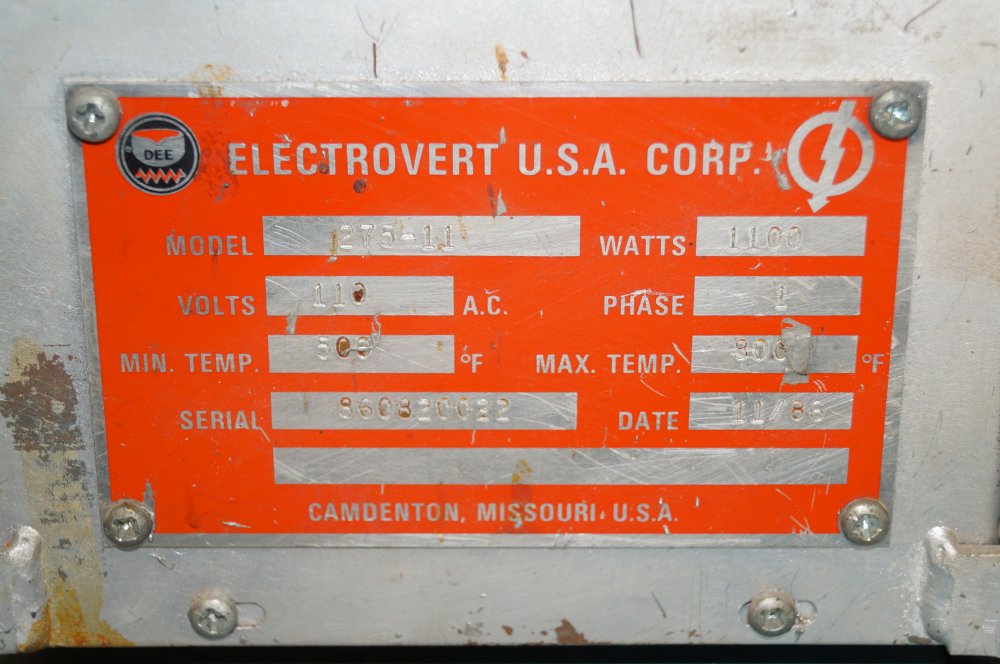 DEE
ELECTROVERT U.S.A. CORP.
MODEL 275-11 WATTS 1100
VOLTS 110 A.C. PHASE 1
MIN. TEMP. 500 °F MAX. TEMP. °F
SERIAL 860820022 DATE 11/86
CAMDENTON, MISSOURI, U.S.A.